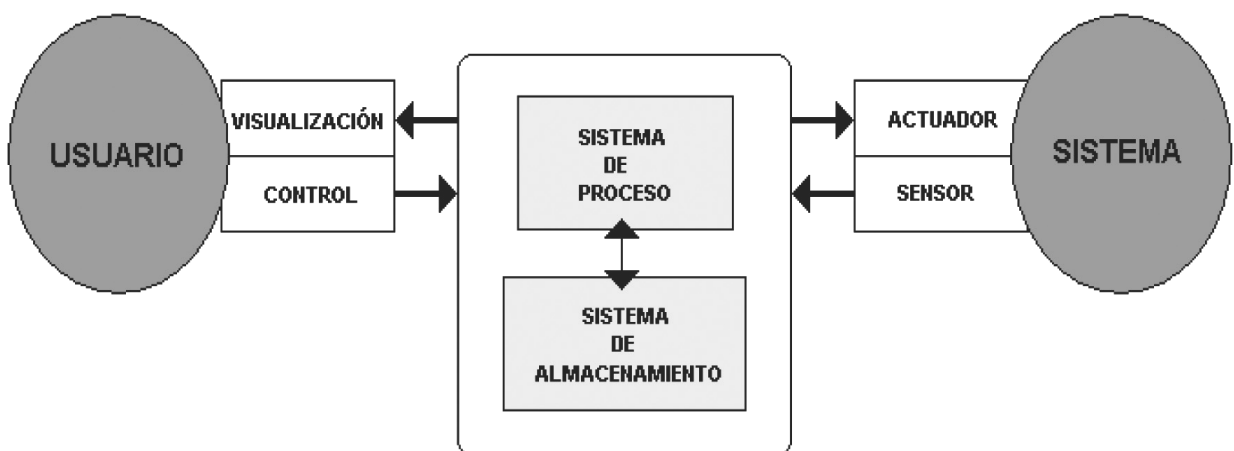 USUARIO
VISUALIZACIÓN
CONTROL
SISTEMA
DE
PROCESO
SISTEMA
DE
ALMACENAMIENTO
ACTUADOR
SENSOR
SISTEMA